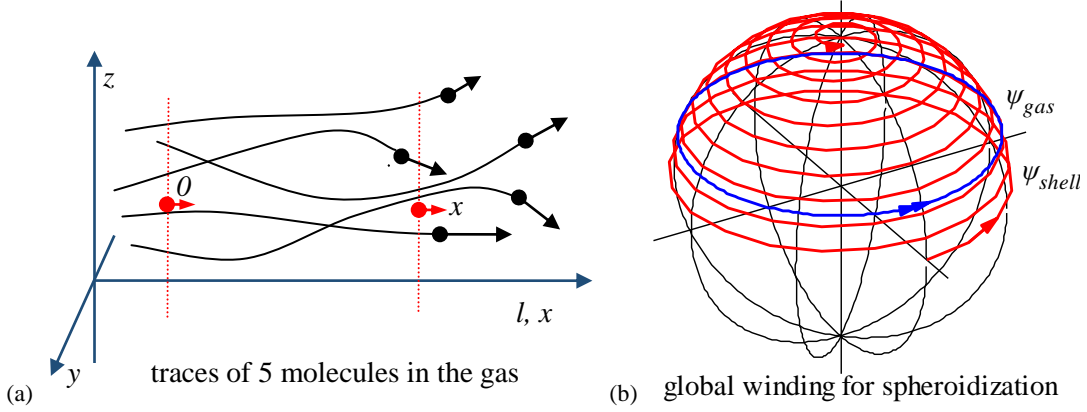 z
0
x
l, x
y
(a)
traces of 5 molecules in the gas
ψgas
ψshell
(b)
global winding for spheroidization